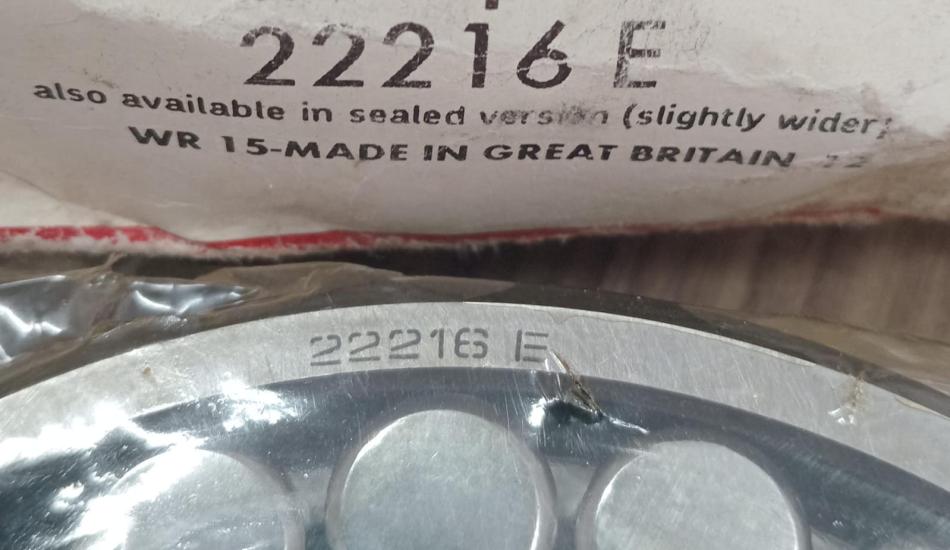 22216 E
also available in sealed version (slightly wider)
WR 15-MADE IN GREAT BRITAIN
22216 E